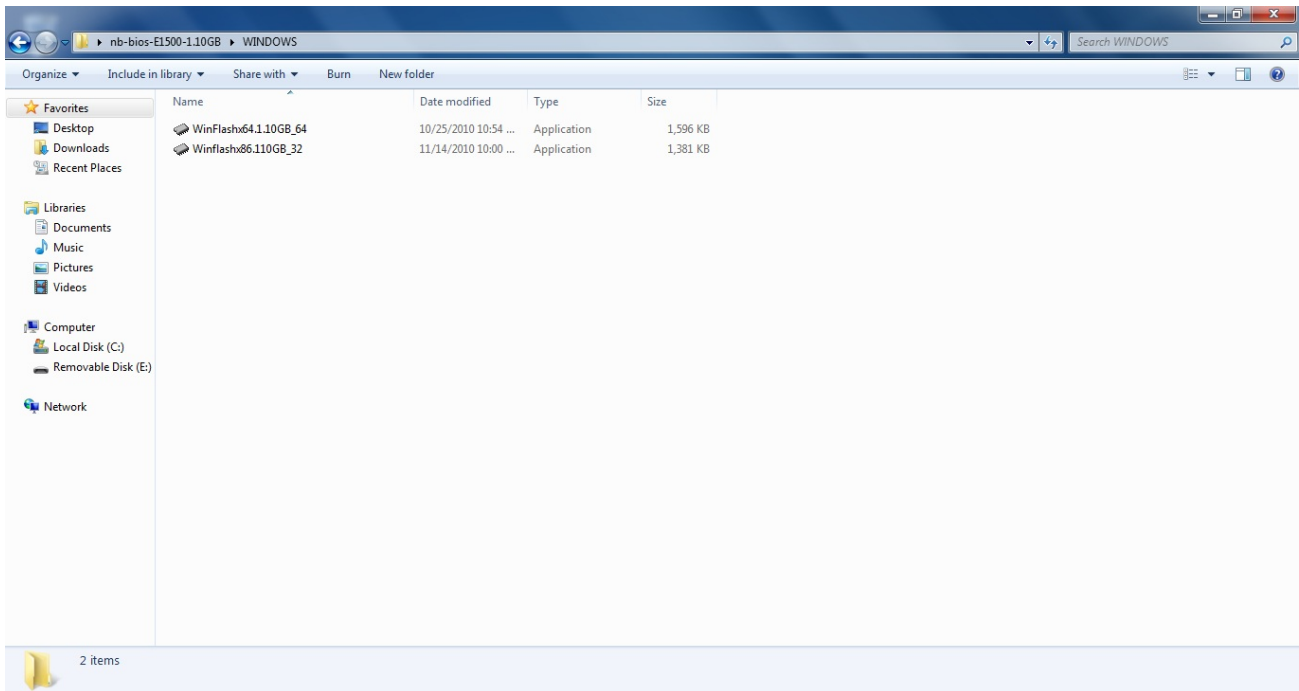 nb-bios-E1500-1.10GB WINDOWS Search WINDOWS
Organize Include in library Share with Burn New folder
Favorites
Desktop
Downloads
Recent Places
Libraries
Documents
Music
Pictures
Videos
Computer
Local Disk (C:)
Removable Disk (E:)
Network
Name Date modified Type Size
WinFlashx64.1.10GB_64 10/25/2010 10:54 ... Application 1,596 KB
Winflashx86.110GB_32 11/14/2010 10:00 ... Application 1,381 KB
2 items